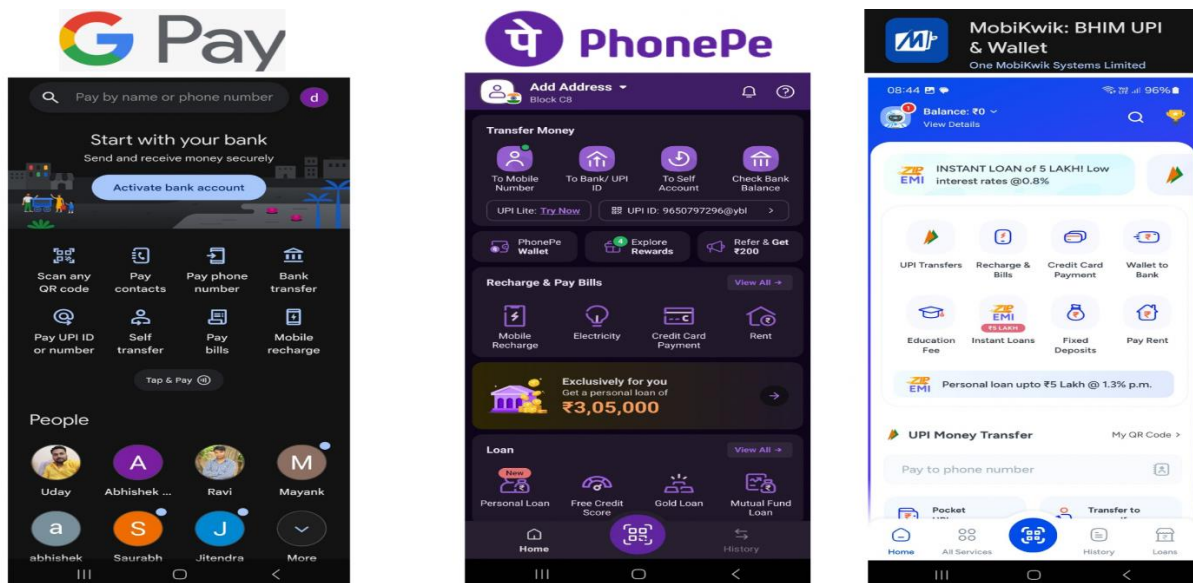 G Pay
Pay by name or phone number
d
Start with your bank
Send and receive money securely
Activate bank account
Scan any
QR code
Pay
contacts
Pay phone
number
Bank
transfer
Pay UPI ID
or number
Self
transfer
Pay
bills
Mobile
recharge
Tap & Pay
People
A
M
Uday
Abhishek ...
Ravi
Mayank
a
S
J
abhishek
Saurabh
Jitendra
More
पे PhonePe
Add Address
Block C8
Transfer Money
To Mobile
Number
To Bank/ UPI
ID
To Self
Account
Check Bank
Balance
UPI Lite: Try Now
UPI ID: 9650797296@ybl >
PhonePe
Wallet
4
Explore
Rewards
Refer & Get
₹200
Recharge & Pay Bills
View All →
Mobile
Recharge
Electricity
Credit Card
Payment
Rent
Exclusively for you
Get a personal loan of
₹3,05,000
Loan
View All →
New
Personal Loan
Free Credit
Score
Gold Loan
Mutual Fund
Loan
Home
History
MobiKwik: BHIM UPI
& Wallet
One MobiKwik Systems Limited
08:44
96%
1
Balance: ₹0
View Details
ZIP
EMI
INSTANT LOAN of 5 LAKH! Low
interest rates @0.8%
UPI Transfers
Recharge &
Bills
Credit Card
Payment
Wallet to
Bank
Education
Fee
ZIP
EMI
₹5 LAKH
Instant Loans
Fixed
Deposits
Pay Rent
ZIP
EMI
Personal loan upto ₹5 Lakh @ 1.3% p.m.
UPI Money Transfer
My QR Code >
Pay to phone number
Pocket
Transfer to
Home
All Services
History
Loans